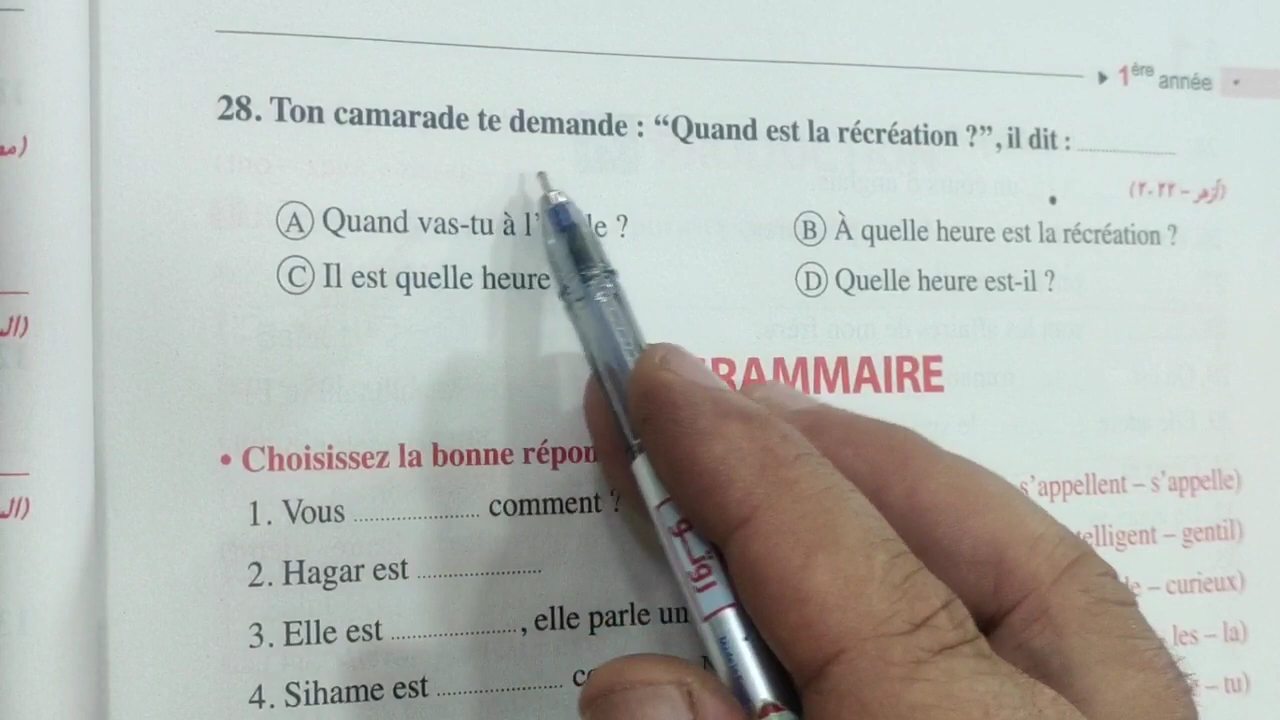 1ère année
28. Ton camarade te demande : “Quand est la récréation ?”, il dit : ............
(أزهر – ٢٠٢٢)
A Quand vas-tu à l' le ?
B À quelle heure est la récréation ?
C Il est quelle heure
D Quelle heure est-il ?
RAMMAIRE
• Choisissez la bonne répon
1. Vous ............ comment ?
s'appellent – s'appelle)
2. Hagar est ............
– gentil)
3. Elle est ............, elle parle un
– curieux)
les – la)
4. Sihame est ............
– tu)
روتو